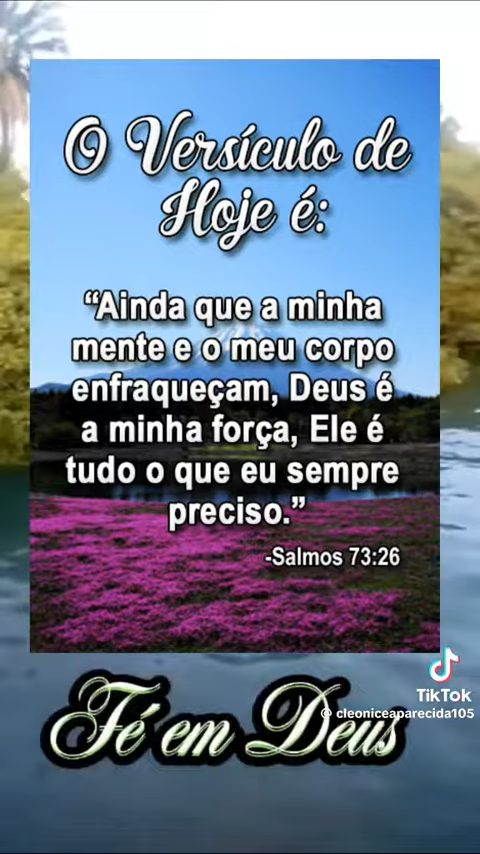 O Versículo de
Hoje é:
“Ainda que a minha
mente e o meu corpo
enfraqueçam, Deus é
a minha força, Ele é
tudo o que eu sempre
preciso.”
-Salmos 73:26
TikTok
@ cleoniceaparecida105
Fé em Deus